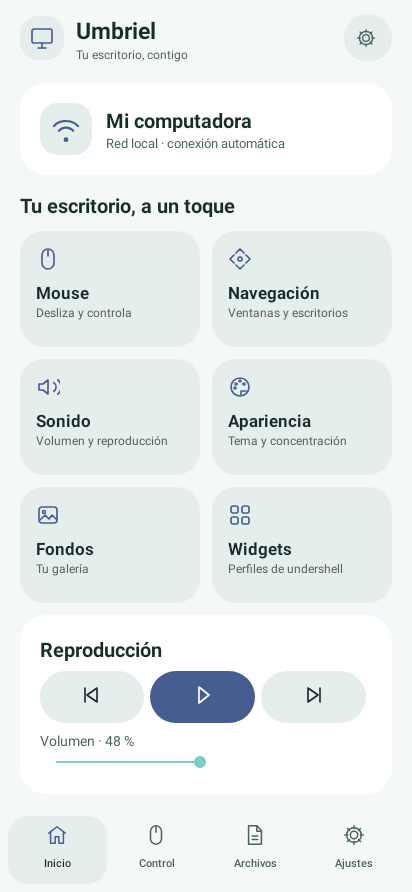 Umbriel
Tu escritorio, contigo
Mi computadora
Red local · conexión automática
Tu escritorio, a un toque
Mouse
Desliza y controla
Navegación
Ventanas y escritorios
Sonido
Volumen y reproducción
Apariencia
Tema y concentración
Fondos
Tu galería
Widgets
Perfiles de undershell
Reproducción
Volumen · 48 %
Inicio
Control
Archivos
Ajustes